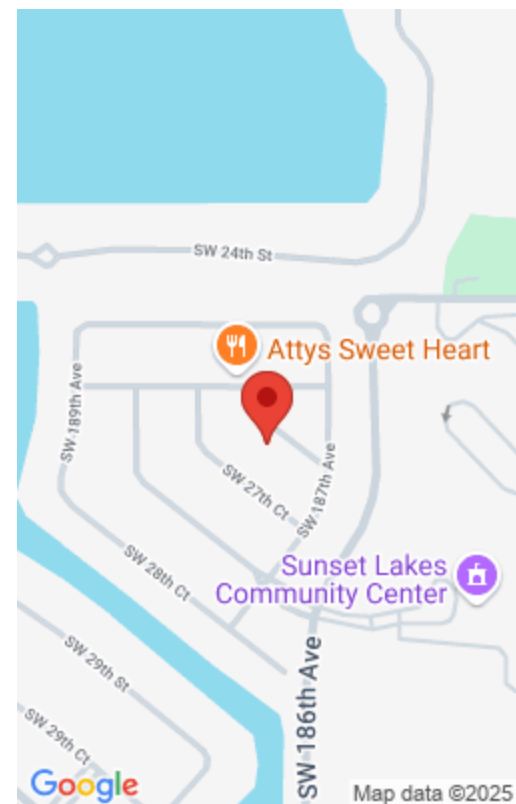 SW 24th St
Attys Sweet Heart
SW 189th Ave
SW 187th Ave
SW 27th Ct
Sunset Lakes
Community Center
SW 28th Ct
SW 186th Ave
SW 29th St
SW 29th Ct
Google
Map data ©2025